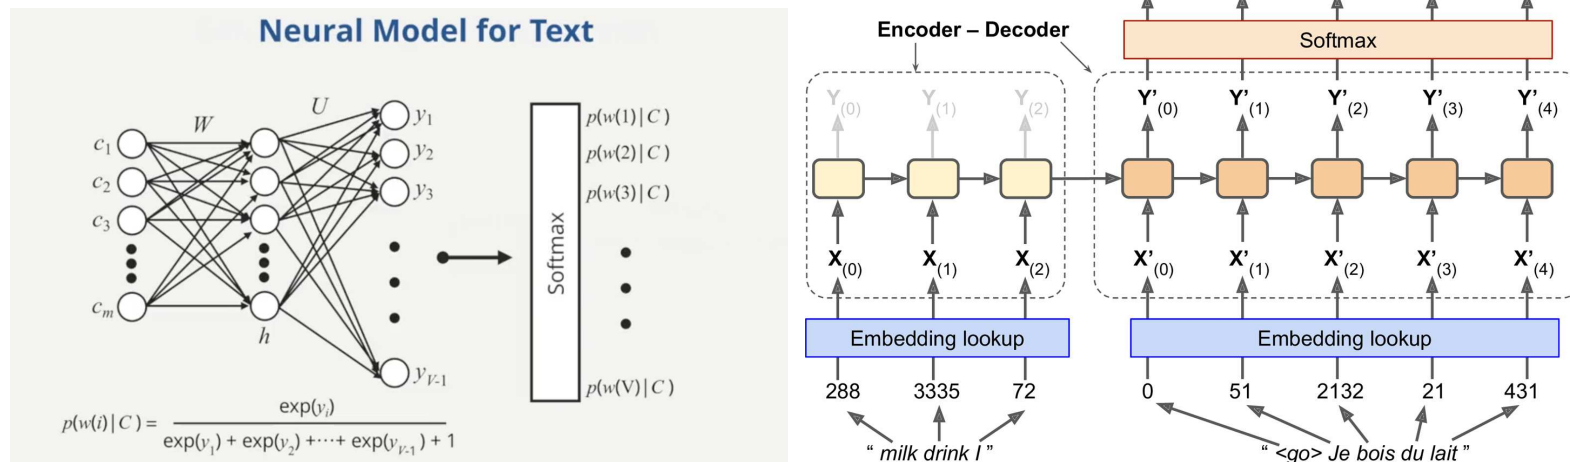 Neural Model for Text
W
U
c1
c2
c3
cm
h
y1
y2
y3
yV-1
Softmax
p(w(1)|C)
p(w(2)|C)
p(w(3)|C)
p(w(V)|C)
p(w(i)|C) = exp(yi) / exp(y1) + exp(y2) +···+ exp(yV-1) + 1
Encoder – Decoder
Softmax
Y(0) Y(1) Y(2)
Y'(0) Y'(1) Y'(2) Y'(3) Y'(4)
X(0) X(1) X(2)
X'(0) X'(1) X'(2) X'(3) X'(4)
Embedding lookup
Embedding lookup
288 3335 72
0 51 2132 21 431
“ milk drink I ”
“ <go> Je bois du lait ”